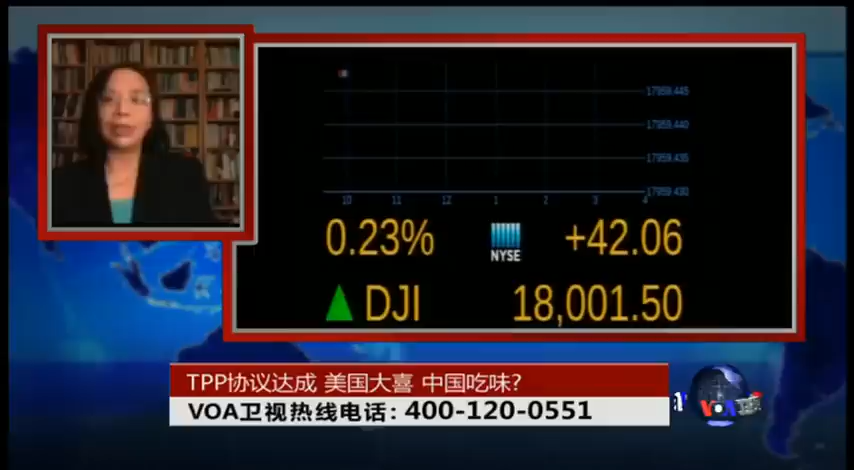 17959.445
17959.440
17959.435
17959.430
10 11 12 1 2 3 4
0.23% NYSE +42.06
DJI 18,001.50
TPP协议达成 美国大喜 中国吃味?
VOA卫视热线电话: 400-120-0551
VOA